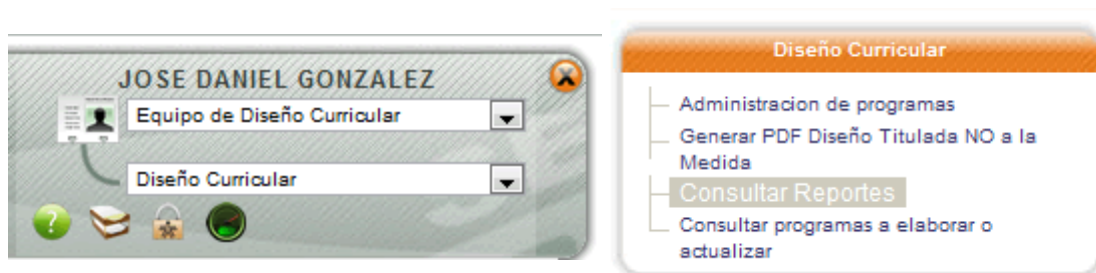 JOSE DANIEL GONZALEZ
Equipo de Diseño Curricular
Diseño Curricular
?
Diseño Curricular
Administracion de programas
Generar PDF Diseño Titulada NO a la
Medida
Consultar Reportes
Consultar programas a elaborar o
actualizar